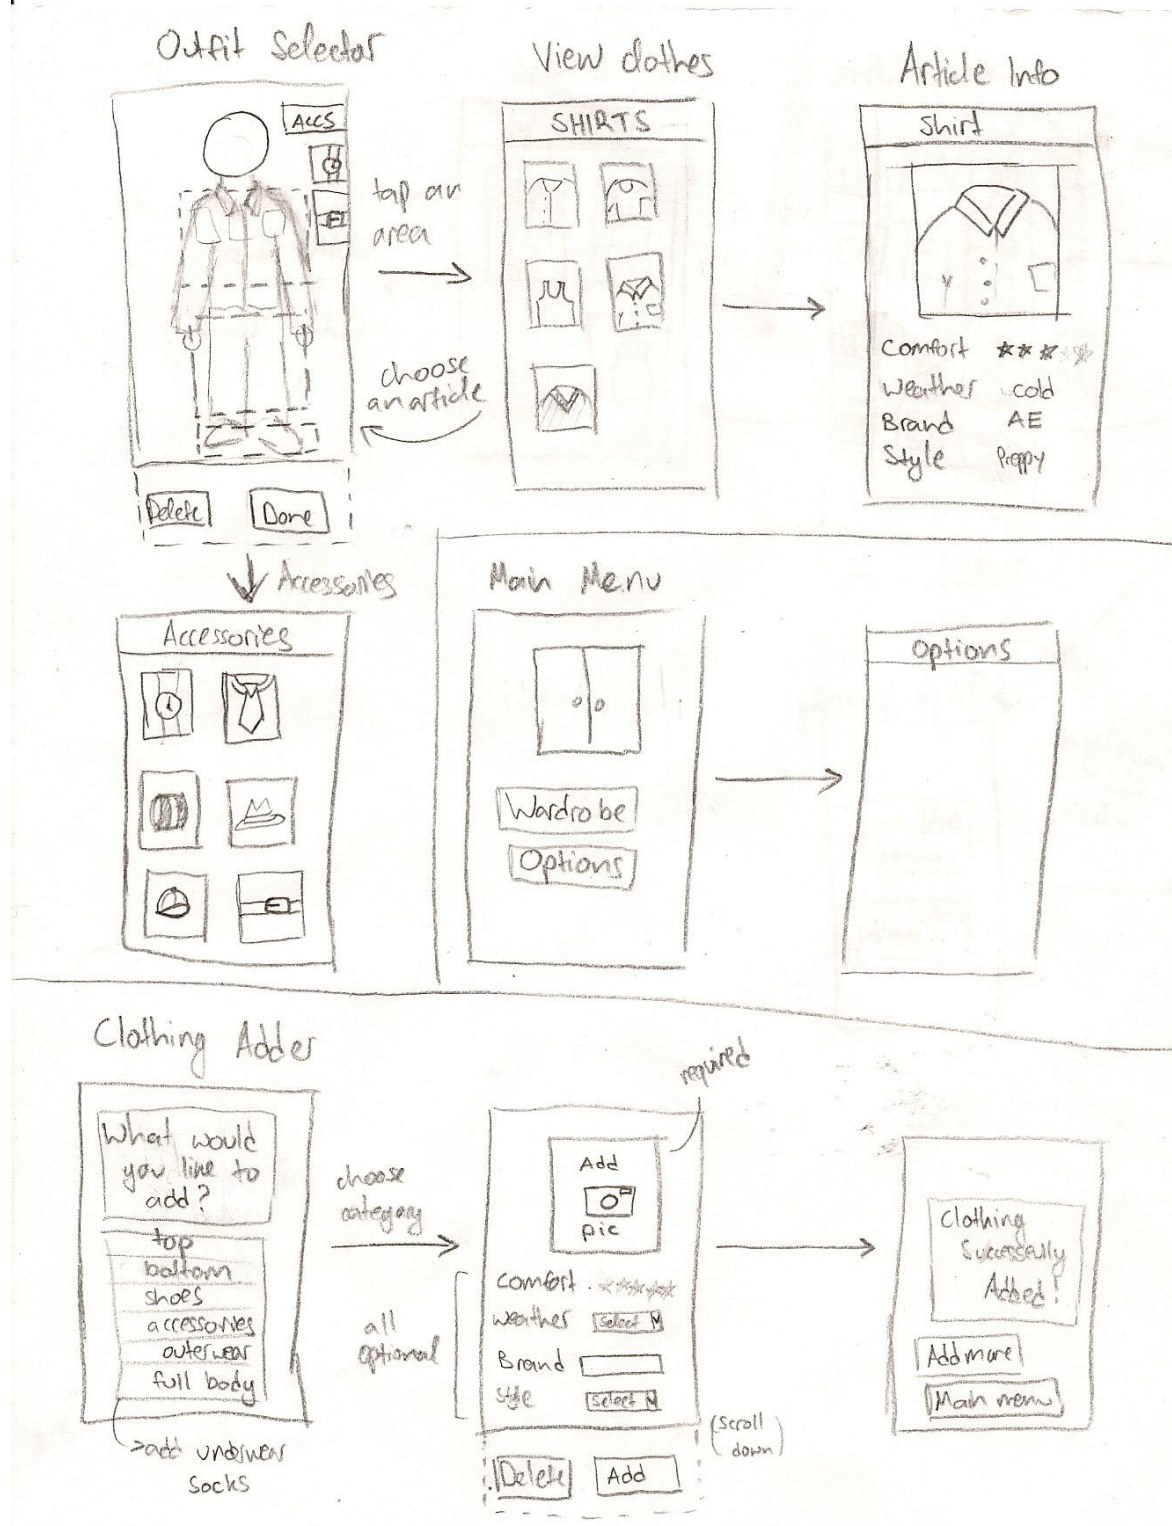 Outfit Selector
ACCS
tap an
area
choose
an article
Delete
Done
View clothes
SHIRTS
Article Info
Shirt
Comfort
Weather cold
Brand AE
Style Preppy
Accessories
Accessories
Main Menu
Wardrobe
Options
Options
Clothing Adder
What would
you like to
add?
top
bottom
shoes
accessories
outerwear
full body
add underwear
socks
choose
category
all
optional
required
Add
pic
Comfort
Weather select
Brand
Style select
(scroll
down)
Delete
Add
Clothing
Successfully
Added!
Add more
Main menu